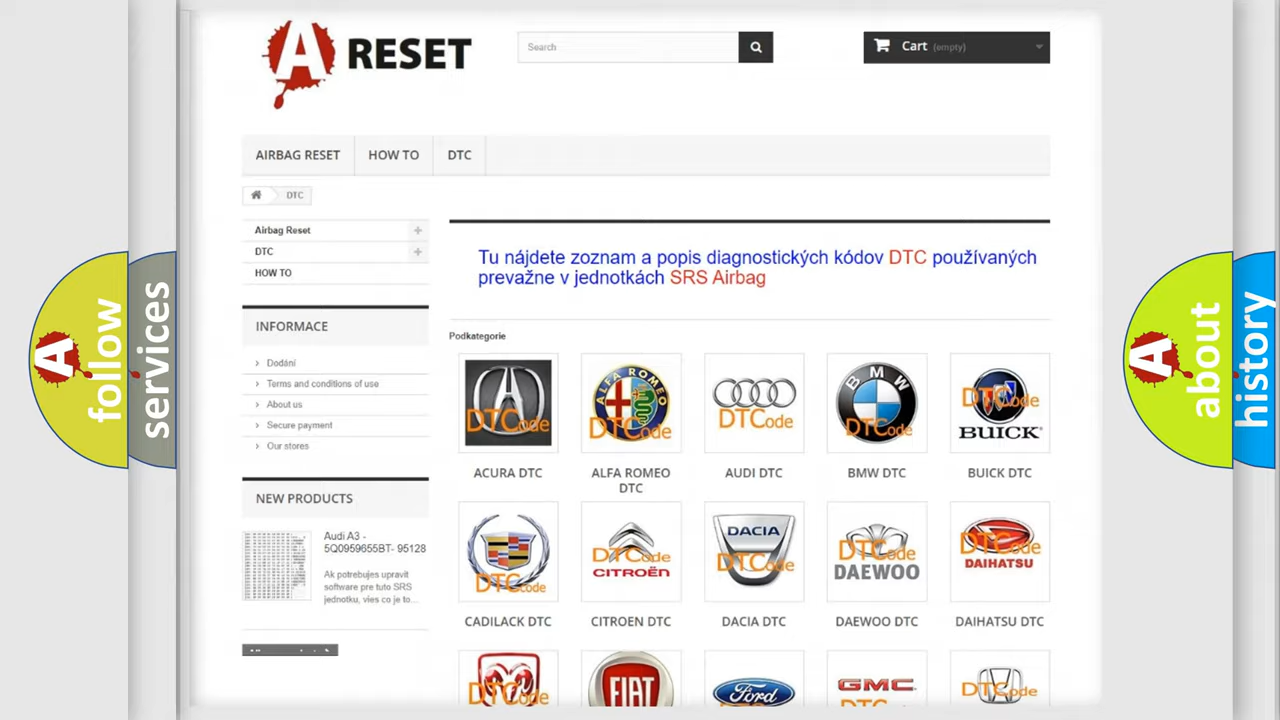 A RESET
Search
Cart (empty)
AIRBAG RESET
HOW TO
DTC
DTC
Airbag Reset
DTC
HOW TO
Tu nájdete zoznam a popis diagnostických kódov DTC používaných
prevažne v jednotkách SRS Airbag
INFORMACE
Dodání
Terms and conditions of use
About us
Secure payment
Our stores
NEW PRODUCTS
Audi A3 -
5Q0959655BT- 95128
Ak potrebujes upravit
software pre tuto SRS
jednotku, vies co je to...
Podkategorie
DTCode
ALFA ROMEO
DTCode
DTCode
BMW
DTCode
DTCode
BUICK
ACURA DTC
ALFA ROMEO
DTC
AUDI DTC
BMW DTC
BUICK DTC
DTCode
DTCode
CITROËN
DACIA
DTCode
DTCode
DAEWOO
DTCode
DAIHATSU
CADILACK DTC
CITROEN DTC
DACIA DTC
DAEWOO DTC
DAIHATSU DTC
DTCode
FIAT
Ford
GMC
DTCode
A follow
services
A about
history